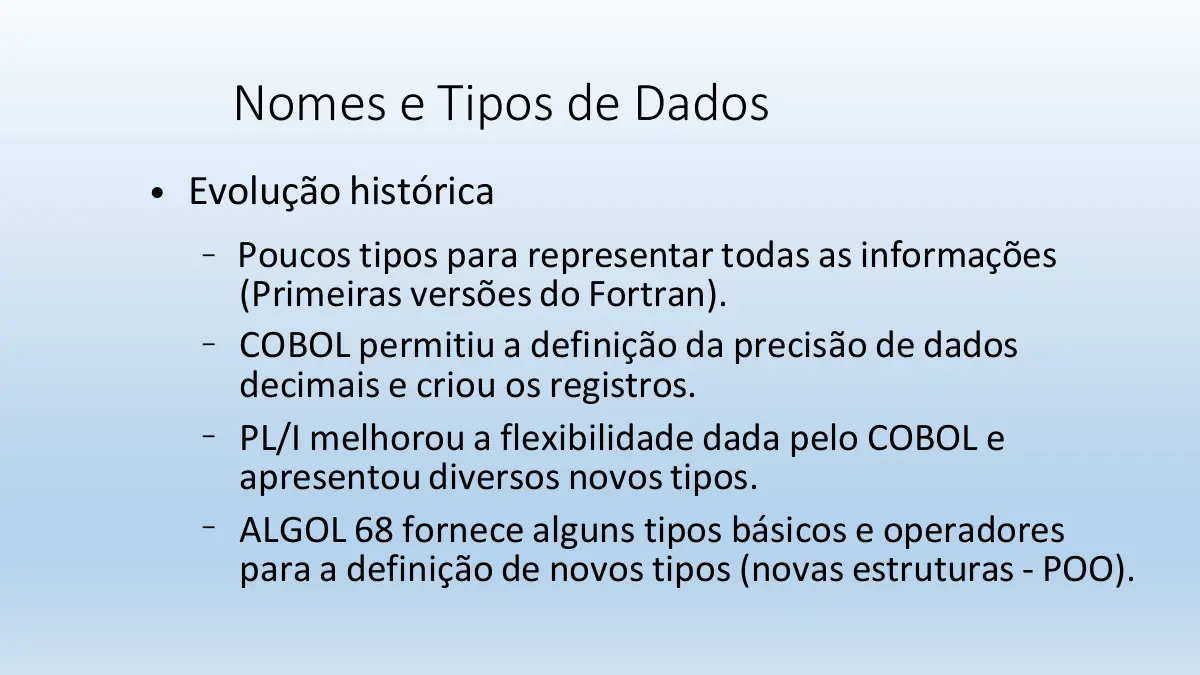 Nomes e Tipos de Dados
• Evolução histórica
– Poucos tipos para representar todas as informações
(Primeiras versões do Fortran).
– COBOL permitiu a definição da precisão de dados
decimais e criou os registros.
– PL/I melhorou a flexibilidade dada pelo COBOL e
apresentou diversos novos tipos.
– ALGOL 68 fornece alguns tipos básicos e operadores
para a definição de novos tipos (novas estruturas - POO).